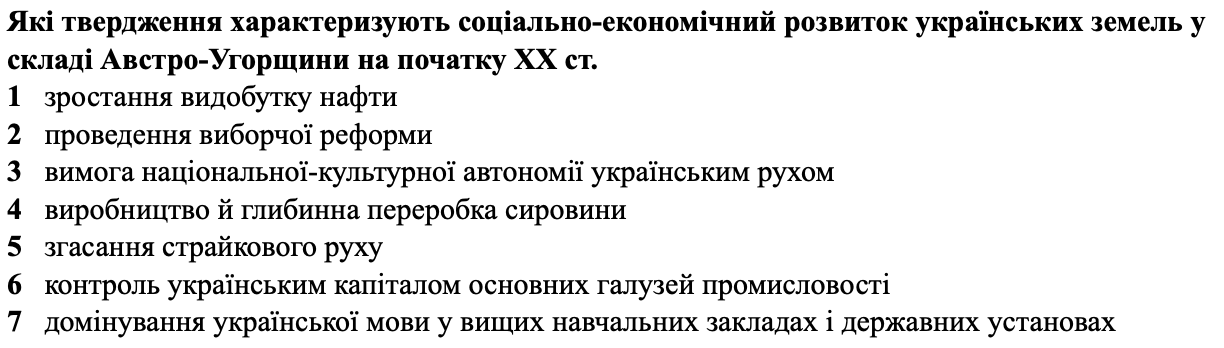 Які твердження характеризують соціально-економічний розвиток українських земель у
складі Австро-Угорщини на початку ХХ ст.
1 зростання видобутку нафти
2 проведення виборчої реформи
3 вимога національної-культурної автономії українським рухом
4 виробництво й глибинна переробка сировини
5 згасання страйкового руху
6 контроль українським капіталом основних галузей промисловості
7 домінування української мови у вищих навчальних закладах і державних установах